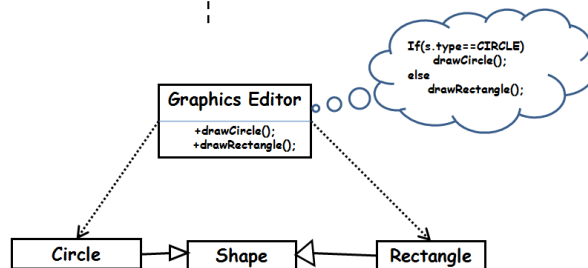 If(s.type==CIRCLE)
drawCircle();
else
drawRectangle();
Graphics Editor
+drawCircle();
+drawRectangle();
Circle
Shape
Rectangle